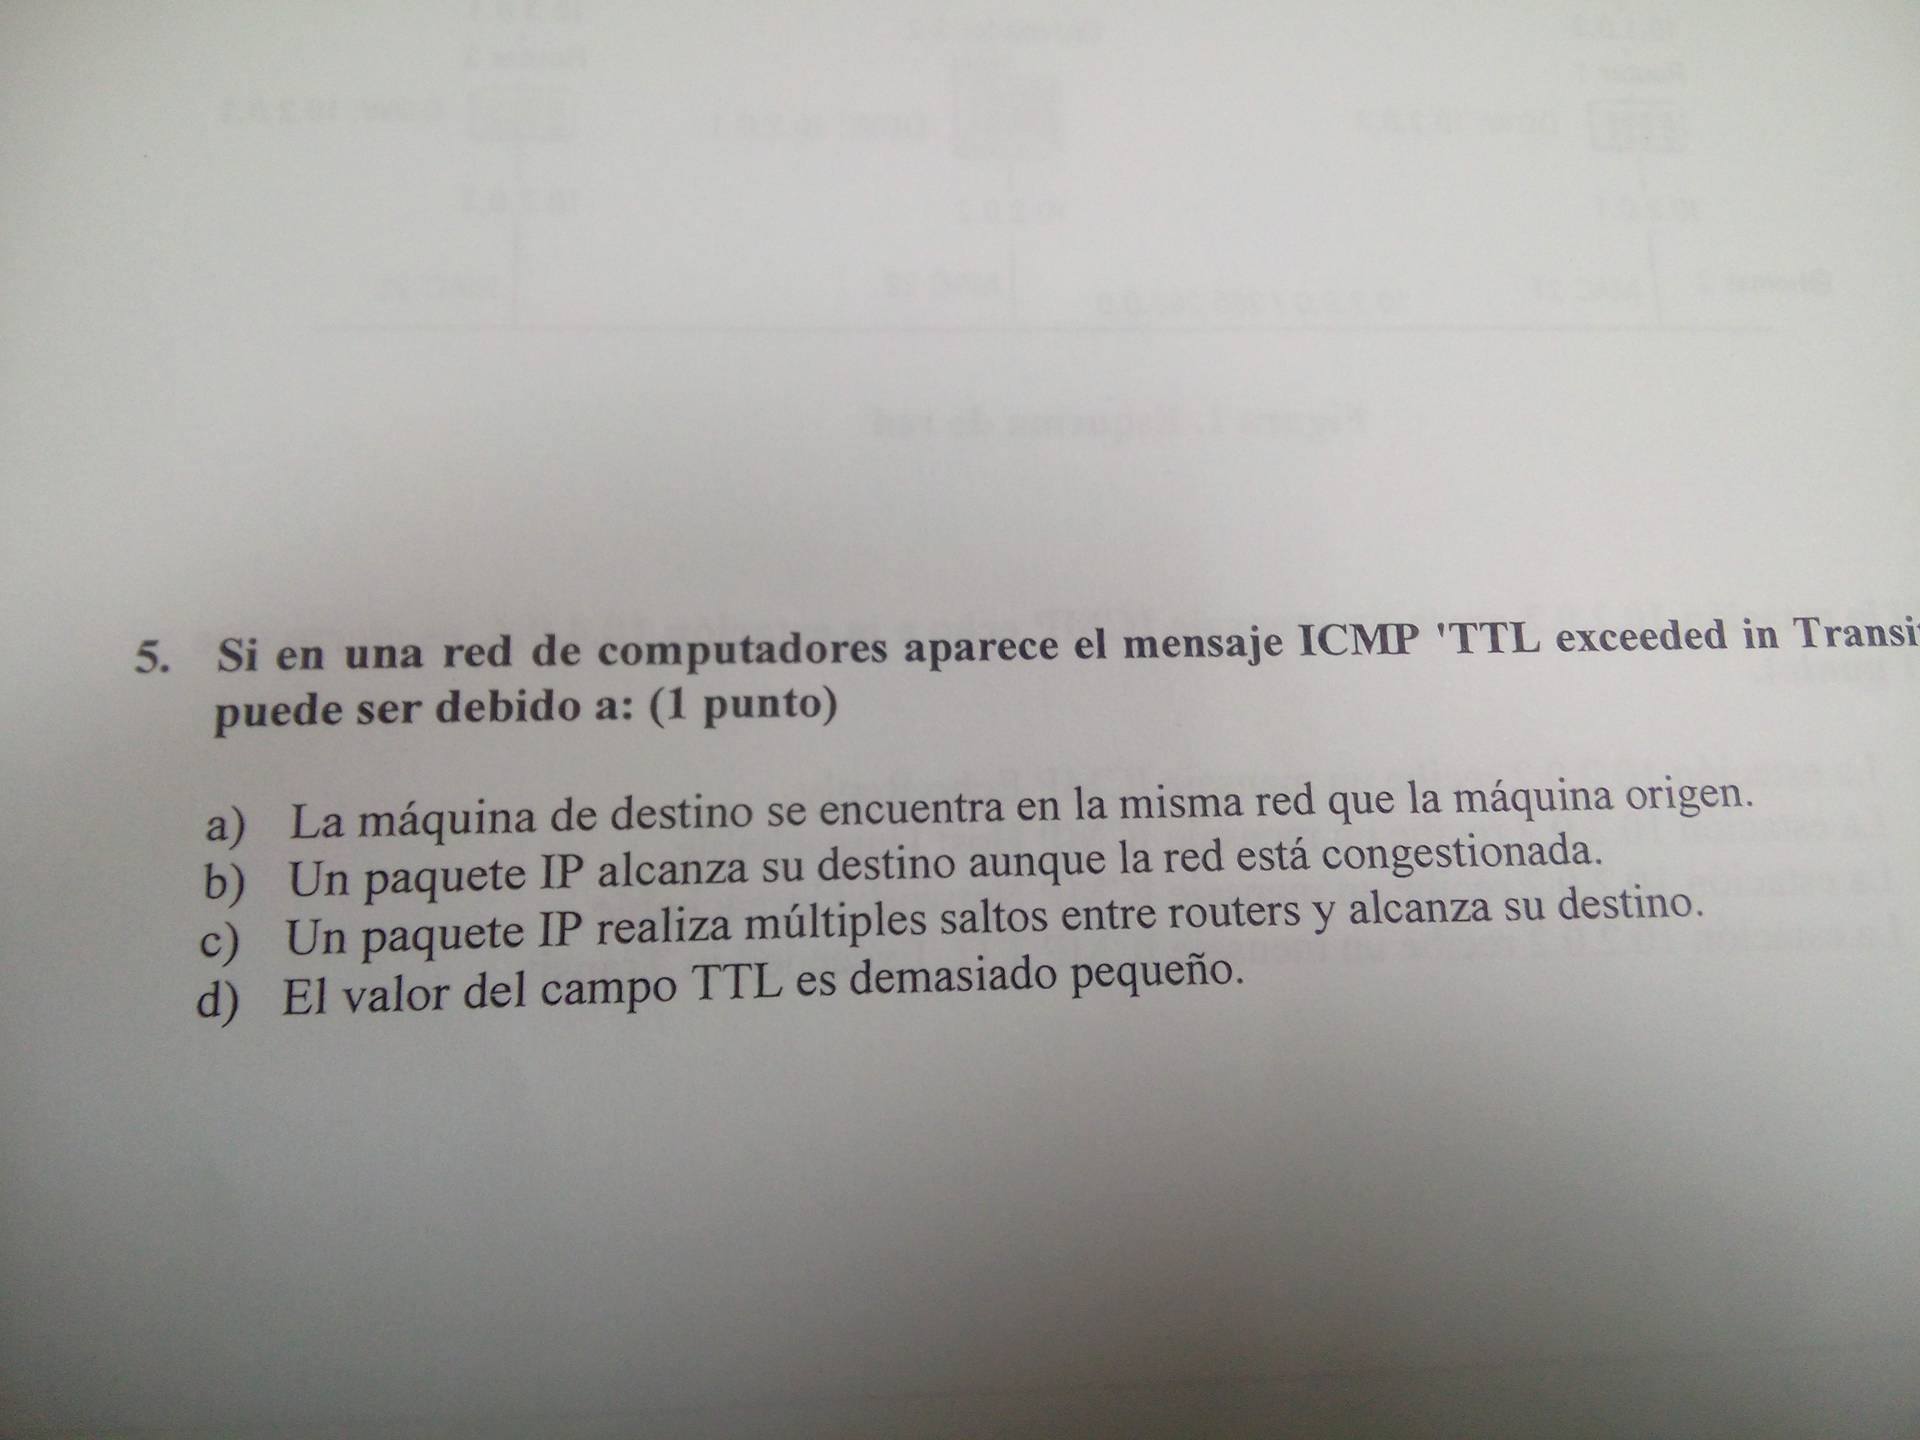 5. Si en una red de computadores aparece el mensaje ICMP 'TTL exceeded in Transit
puede ser debido a: (1 punto)
a) La máquina de destino se encuentra en la misma red que la máquina origen.
b) Un paquete IP alcanza su destino aunque la red está congestionada.
c) Un paquete IP realiza múltiples saltos entre routers y alcanza su destino.
d) El valor del campo TTL es demasiado pequeño.